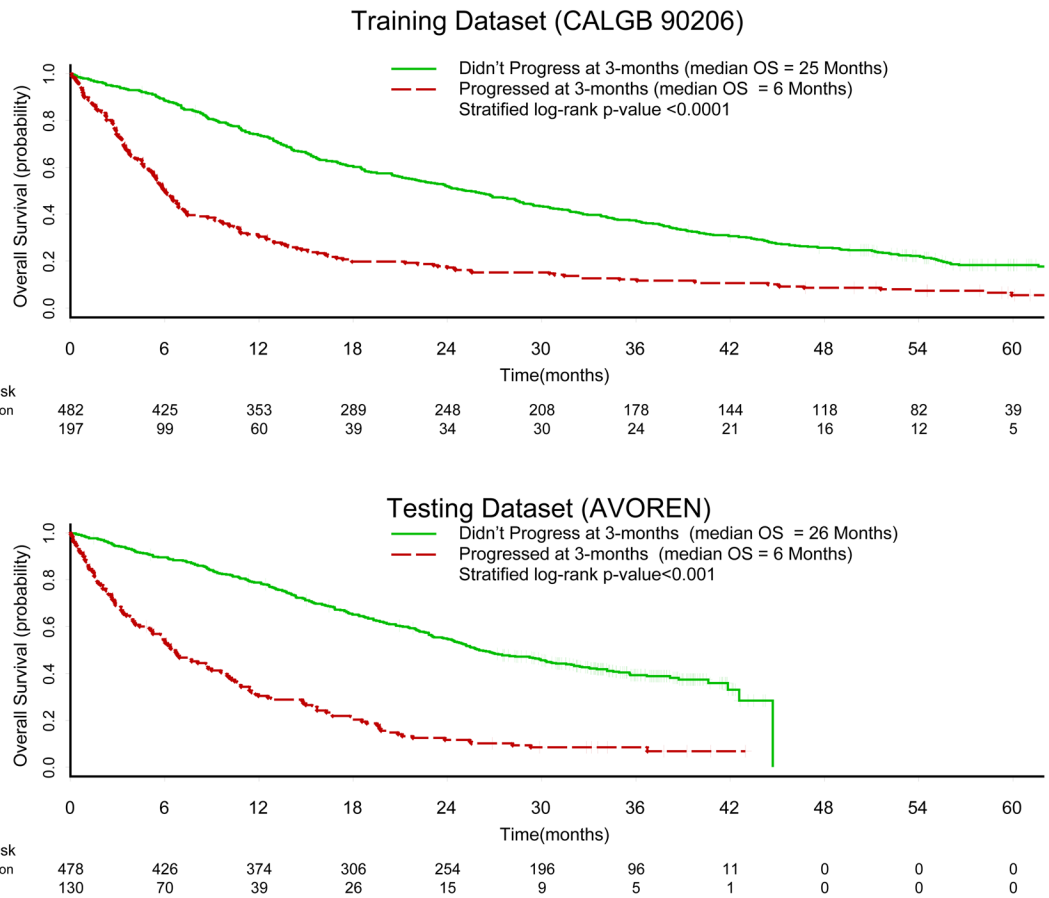 Training Dataset (CALGB 90206)
Didn't Progress at 3-months (median OS = 25 Months)
Progressed at 3-months (median OS  = 6 Months)
Stratified log-rank p-value <0.0001
Overall Survival (probability)
1.0
0.8
0.6
0.4
0.2
0.0
0 6 12 18 24 30 36 42 48 54 60
Time(months)
sk
on 482 425 353 289 248 208 178 144 118 82 39
197 99 60 39 34 30 24 21 16 12 5
Testing Dataset (AVOREN)
Didn't Progress at 3-months  (median OS  = 26 Months)
Progressed at 3-months  (median OS = 6 Months)
Stratified log-rank p-value<0.001
Overall Survival (probability)
1.0
0.8
0.6
0.4
0.2
0.0
0 6 12 18 24 30 36 42 48 54 60
Time(months)
sk
on 478 426 374 306 254 196 96 11 0 0 0
130 70 39 26 15 9 5 1 0 0 0